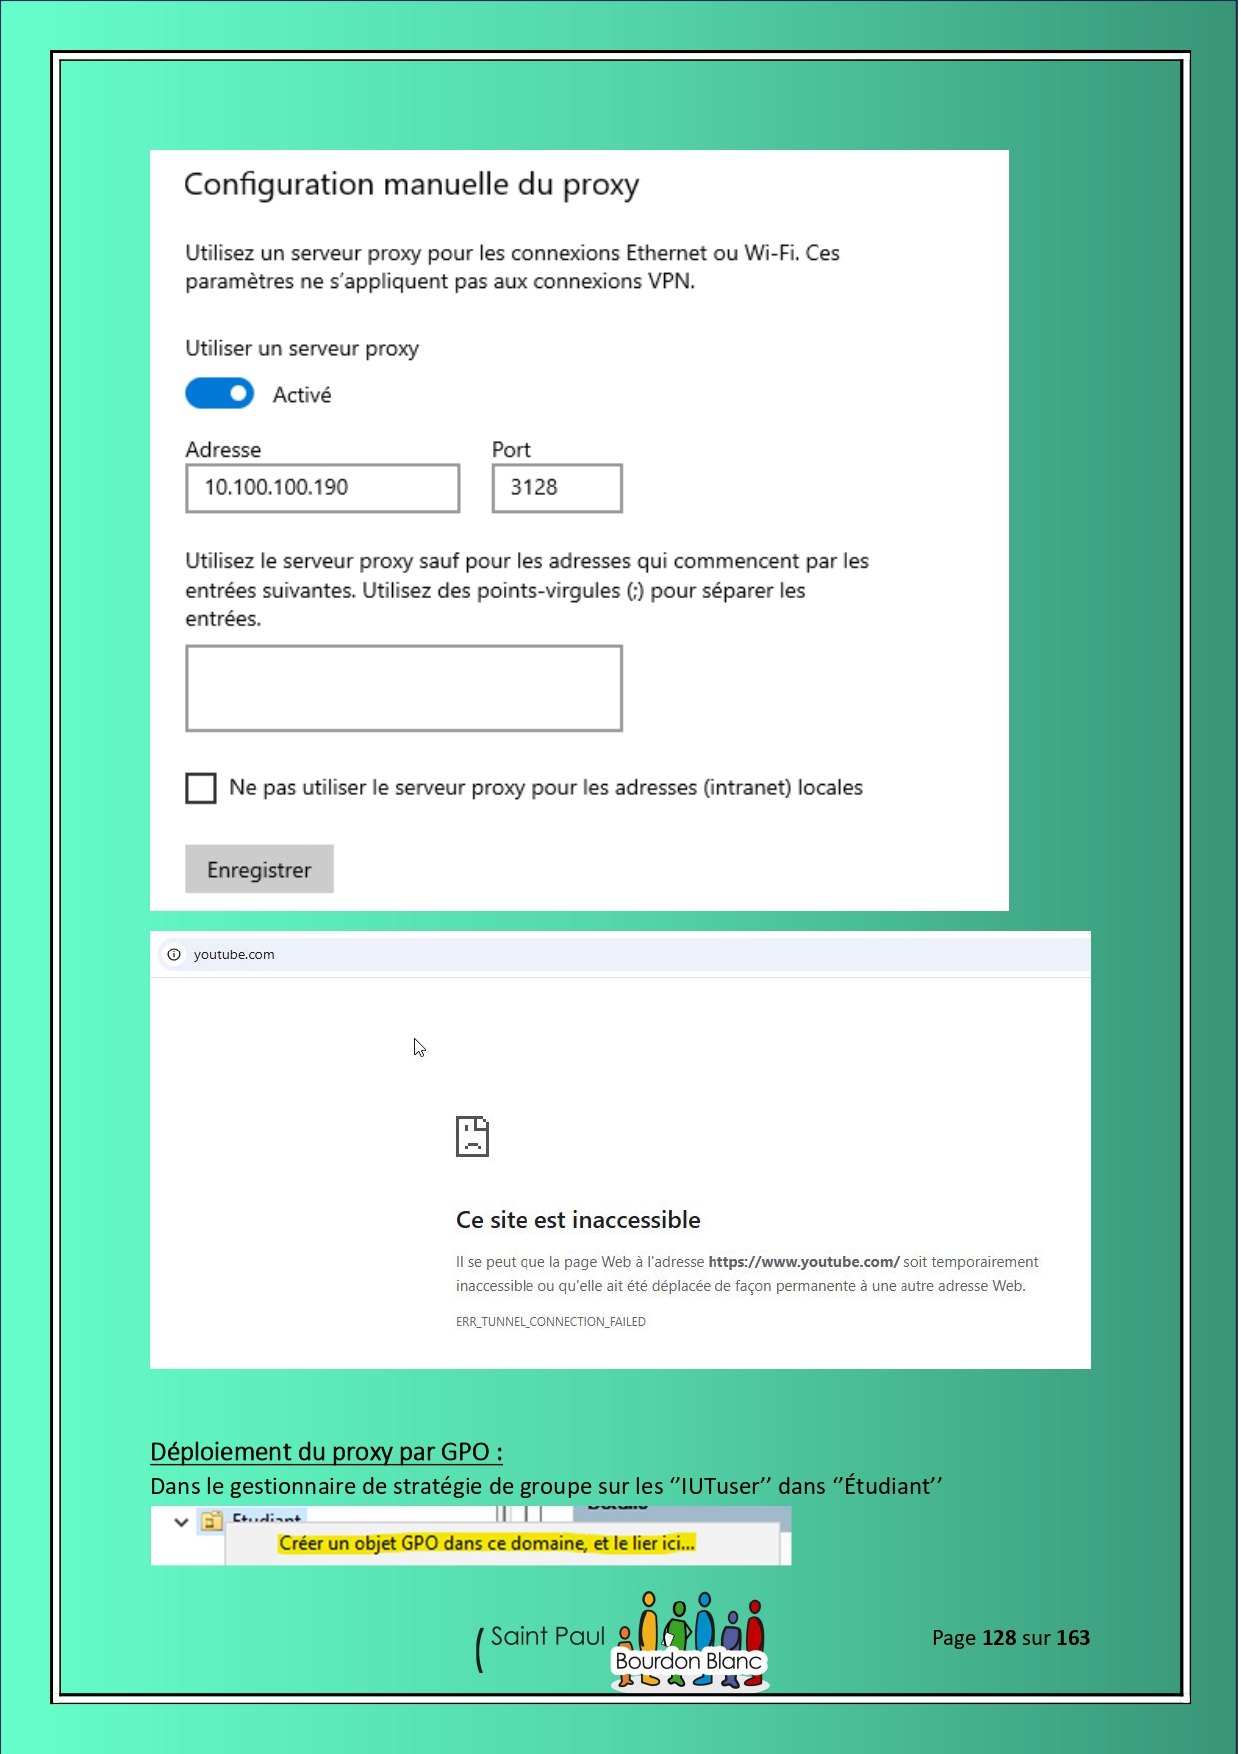 Configuration manuelle du proxy
Utilisez un serveur proxy pour les connexions Ethernet ou Wi-Fi. Ces
paramètres ne s'appliquent pas aux connexions VPN.
Utiliser un serveur proxy
Activé
Adresse Port
10.100.100.190 3128
Utilisez le serveur proxy sauf pour les adresses qui commencent par les
entrées suivantes. Utilisez des points-virgules (;) pour séparer les
entrées.
Ne pas utiliser le serveur proxy pour les adresses (intranet) locales
Enregistrer
youtube.com
Ce site est inaccessible
Il se peut que la page Web à l'adresse https://www.youtube.com/ soit temporairement
inaccessible ou qu'elle ait été déplacée de façon permanente à une autre adresse Web.
ERR_TUNNEL_CONNECTION_FAILED
Déploiement du proxy par GPO :
Dans le gestionnaire de stratégie de groupe sur les ‘’IUTuser’’ dans ‘’Étudiant’’
Etudiant
Créer un objet GPO dans ce domaine, et le lier ici...
Saint Paul
Bourdon Blanc
Page 128 sur 163